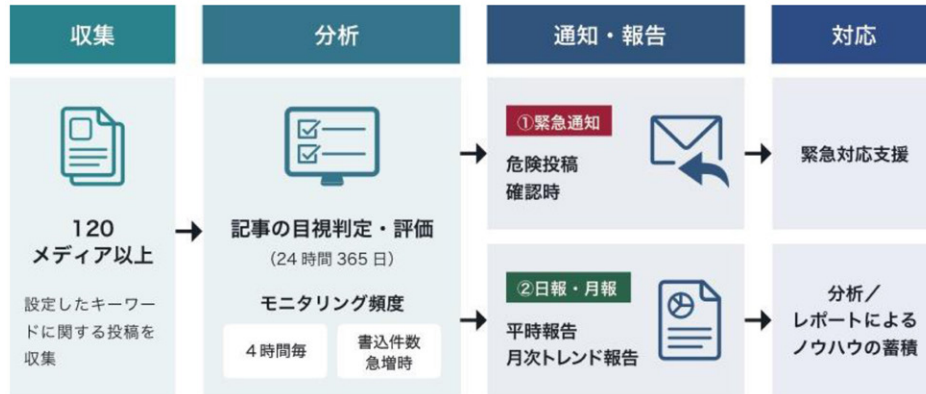 収集
分析
通知・報告
対応
120
メディア以上
設定したキーワー
ドに関する投稿を
収集
記事の目視判定・評価
（24時間365日）
モニタリング頻度
4時間毎
書込件数
急増時
①緊急通知
危険投稿
確認時
緊急対応支援
②日報・月報
平時報告
月次トレンド報告
分析／
レポートによる
ノウハウの蓄積